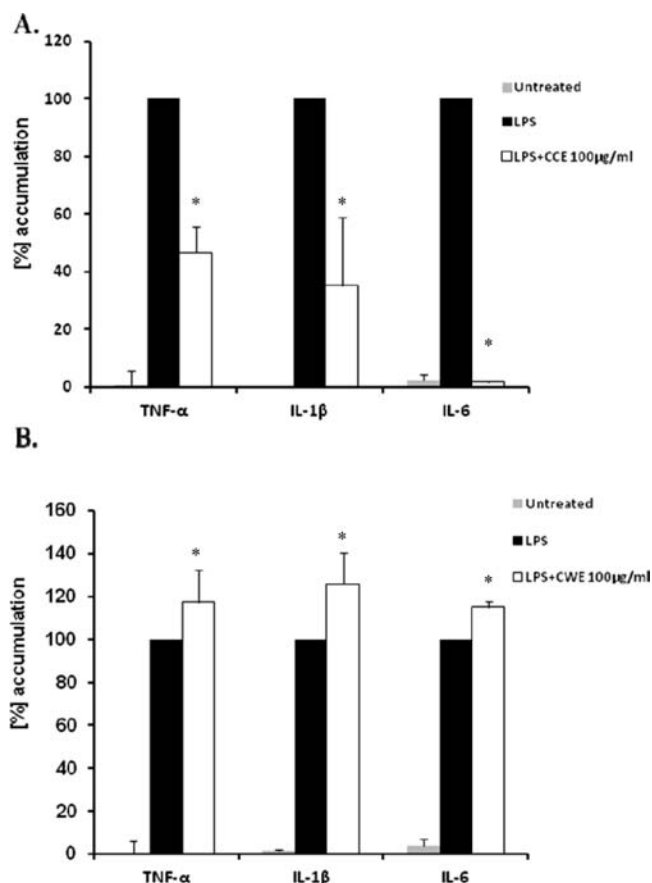 A.
120
100
80
60
40
20
0
[%] accumulation
*
*
*
TNF-α
IL-1β
IL-6
Untreated
LPS
LPS+CCE 100µg/ml
B.
160
140
120
100
80
60
40
20
0
[%] accumulation
*
*
*
TNF-α
IL-1β
IL-6
Untreated
LPS
LPS+CWE 100µg/ml